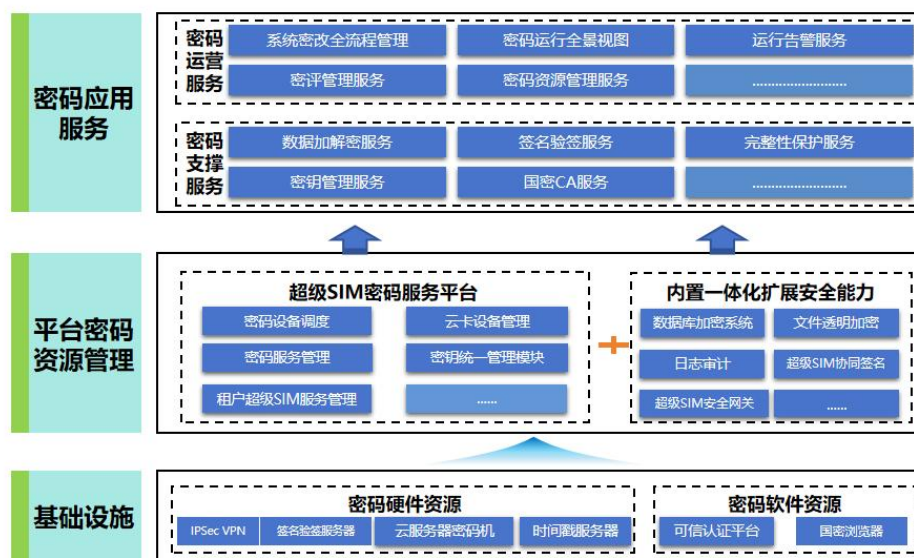 密码应用
服务
密码
运营
服务
系统密改全流程管理
密码运行全景视图
运行告警服务
密评管理服务
密码资源管理服务
........................
密码
支撑
服务
数据加解密服务
签名验签服务
完整性保护服务
密钥管理服务
国密CA服务
........................
平台密码
资源管理
超级SIM密码服务平台
密码设备调度
云卡设备管理
密码服务管理
密钥统一管理模块
租户超级SIM服务管理
......
+
内置一体化扩展安全能力
数据库加密系统
文件透明加密
日志审计
超级SIM协同签名
超级SIM安全网关
......
基础设施
密码硬件资源
IPSec VPN
签名验签服务器
云服务器密码机
时间戳服务器
密码软件资源
可信认证平台
国密浏览器